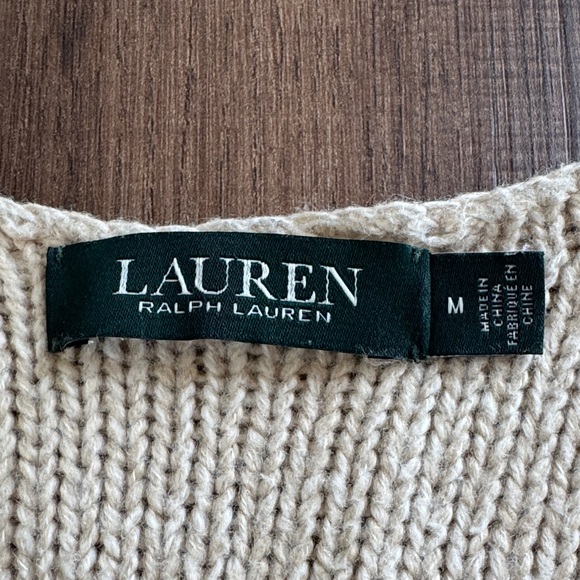 LAUREN
RALPH LAUREN
M
MADE IN
CHINA
FABRIQUÉ EN
CHINE